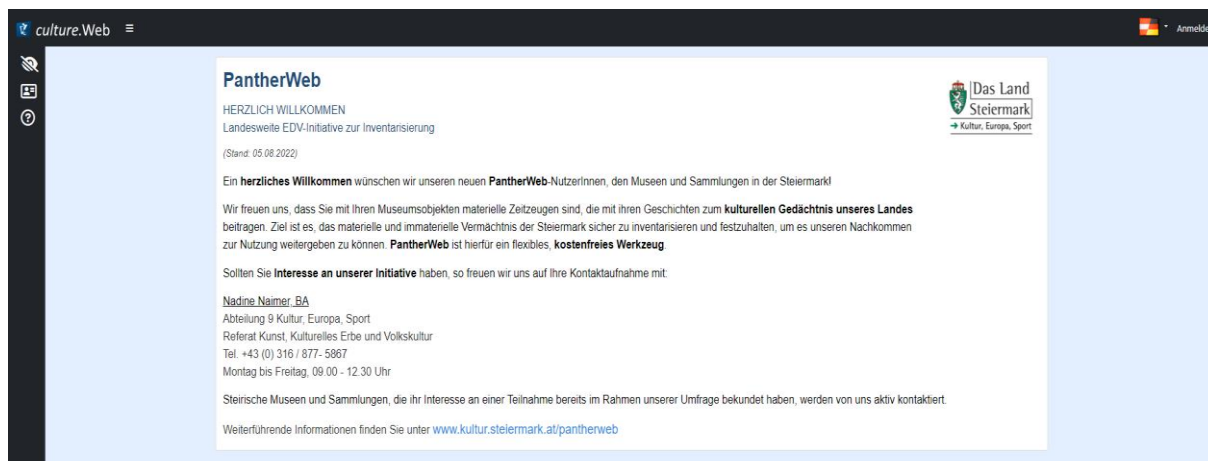 culture.Web
Anmelde
PantherWeb
HERZLICH WILLKOMMEN
Landesweite EDV-Initiative zur Inventarisierung
(Stand: 05.08.2022)
Das Land
Steiermark
→ Kultur, Europa, Sport
Ein herzliches Willkommen wünschen wir unseren neuen PantherWeb-NutzerInnen, den Museen und Sammlungen in der Steiermark!
Wir freuen uns, dass Sie mit Ihren Museumsobjekten materielle Zeitzeugen sind, die mit ihren Geschichten zum kulturellen Gedächtnis unseres Landes
beitragen. Ziel ist es, das materielle und immaterielle Vermächtnis der Steiermark sicher zu inventarisieren und festzuhalten, um es unseren Nachkommen
zur Nutzung weitergeben zu können. PantherWeb ist hierfür ein flexibles, kostenfreies Werkzeug.
Sollten Sie Interesse an unserer Initiative haben, so freuen wir uns auf Ihre Kontaktaufnahme mit:
Nadine Naimer, BA
Abteilung 9 Kultur, Europa, Sport
Referat Kunst, Kulturelles Erbe und Volkskultur
Tel. +43 (0) 316 / 877- 5867
Montag bis Freitag, 09.00 - 12.30 Uhr
Steirische Museen und Sammlungen, die ihr Interesse an einer Teilnahme bereits im Rahmen unserer Umfrage bekundet haben, werden von uns aktiv kontaktiert.
Weiterführende Informationen finden Sie unter www.kultur.steiermark.at/pantherweb